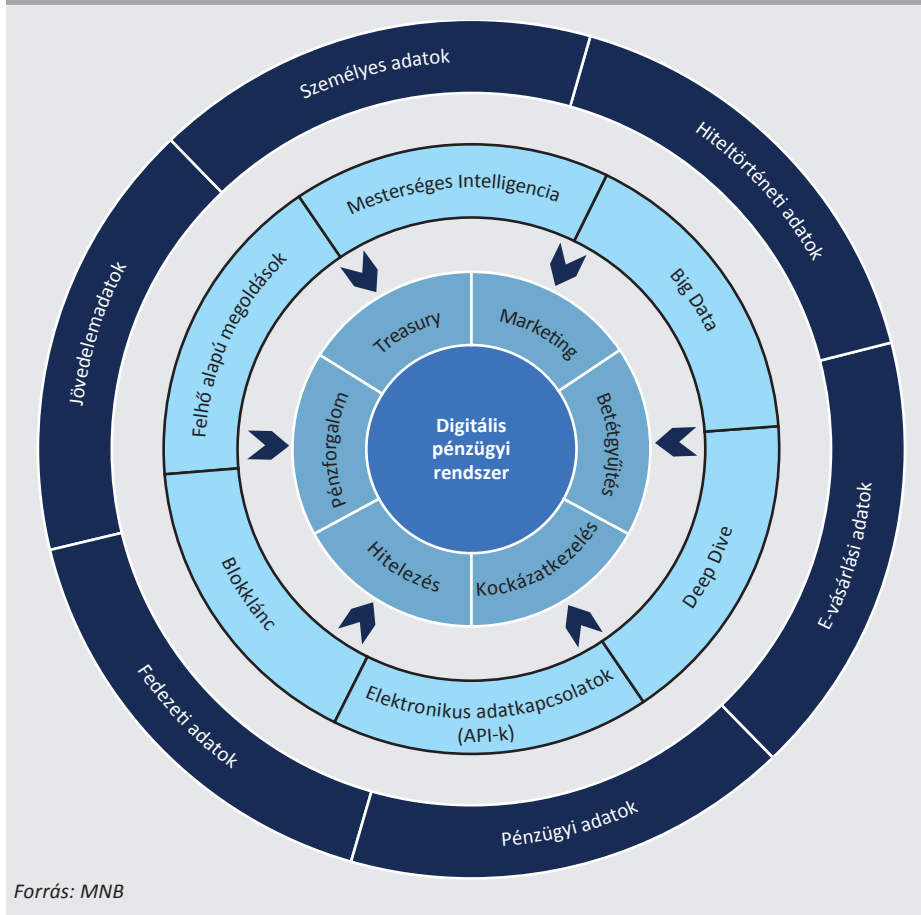 Személyes adatok
Hiteltörténeti adatok
E-vásárlási adatok
Pénzügyi adatok
Fedezeti adatok
Jövedelemadatok
Mesterséges Intelligencia
Big Data
Deep Dive
Elektronikus adatkapcsolatok
(API-k)
Blokklánc
Felhő alapú megoldások
Treasury
Marketing
Betétgyűjtés
Kockázatkezelés
Hitelezés
Pénzforgalom
Digitális
pénzügyi
rendszer
Forrás: MNB